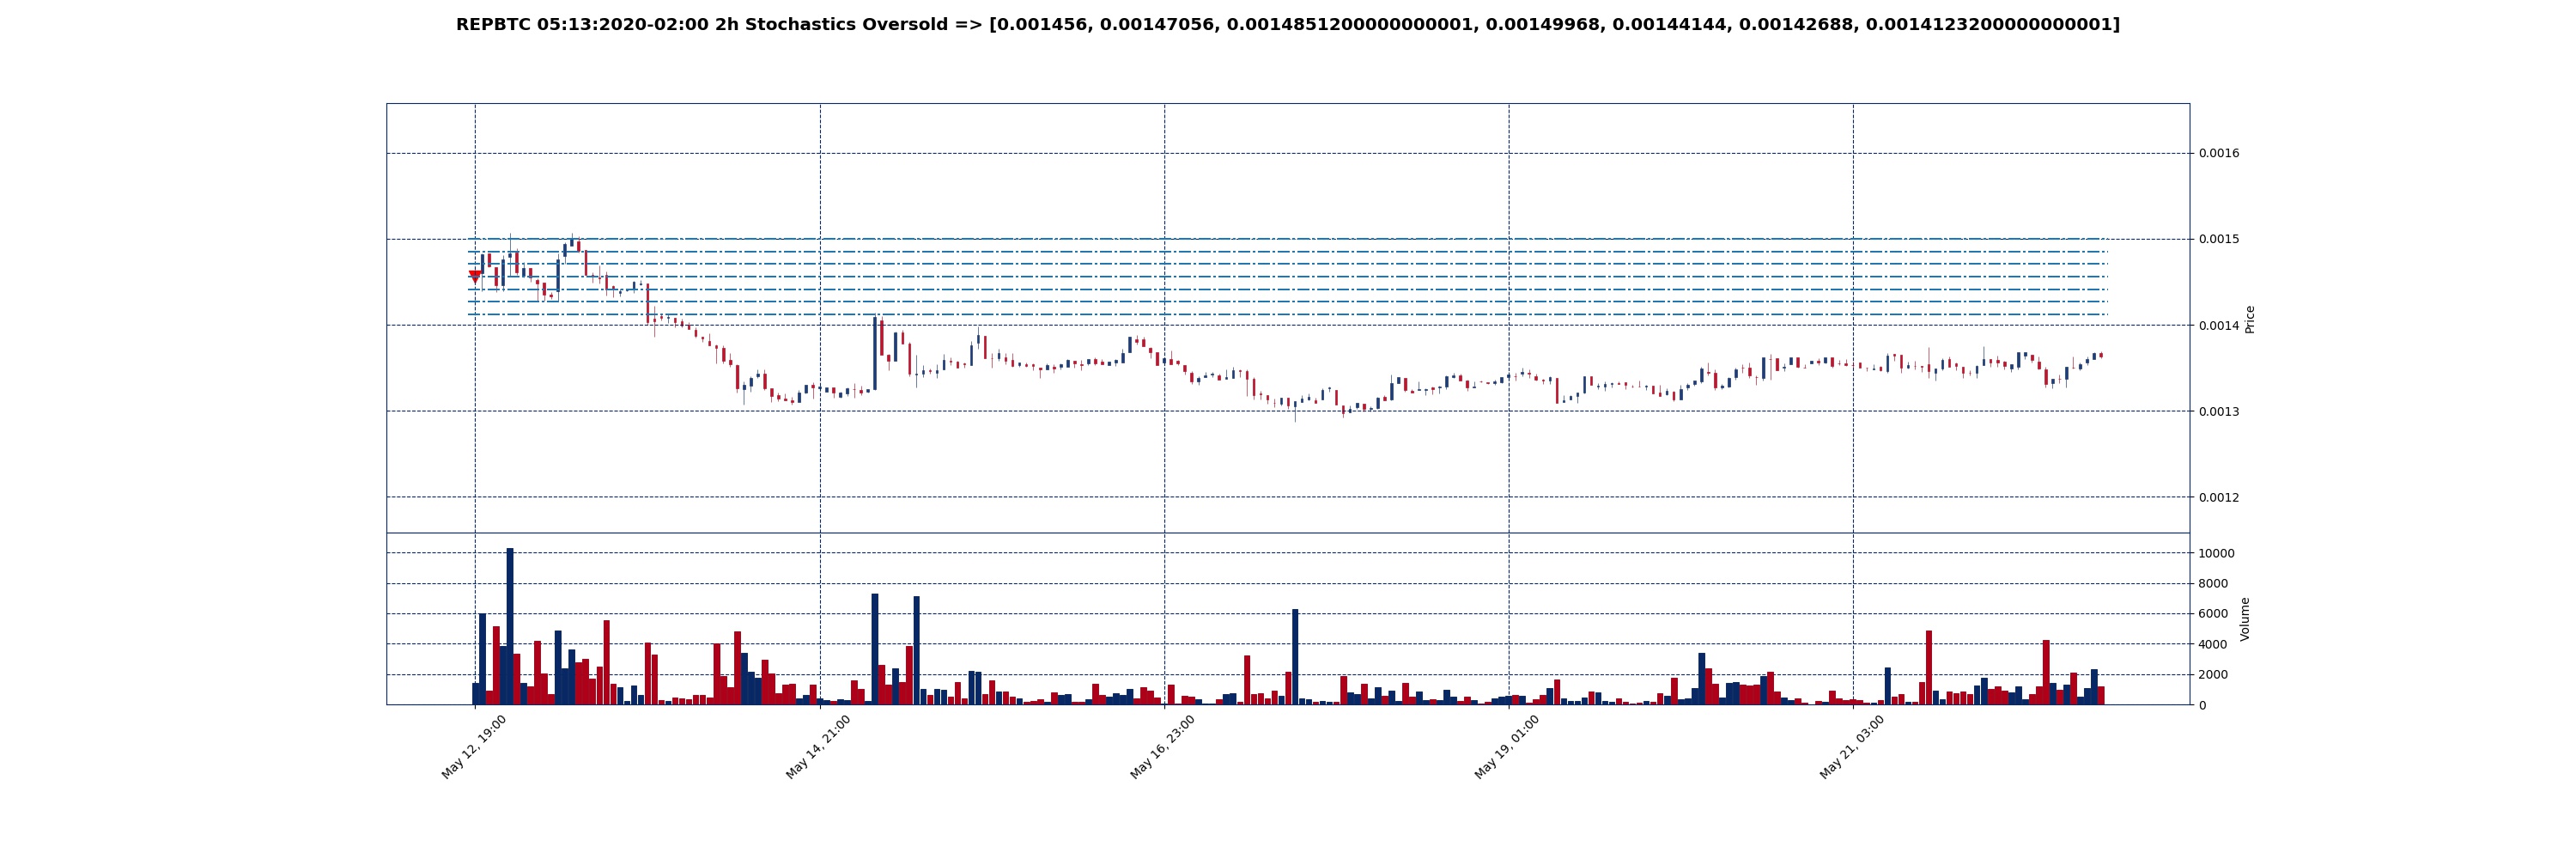 REPBTC 05:13:2020-02:00 2h Stochastics Oversold => [0.001456, 0.00147056, 0.0014851200000000001, 0.00149968, 0.00144144, 0.00142688, 0.0014123200000000001]
0.0016
0.0015
0.0014
0.0013
0.0012
Price
10000
8000
6000
4000
2000
0
Volume
May 12, 19:00
May 14, 21:00
May 16, 23:00
May 19, 01:00
May 21, 03:00